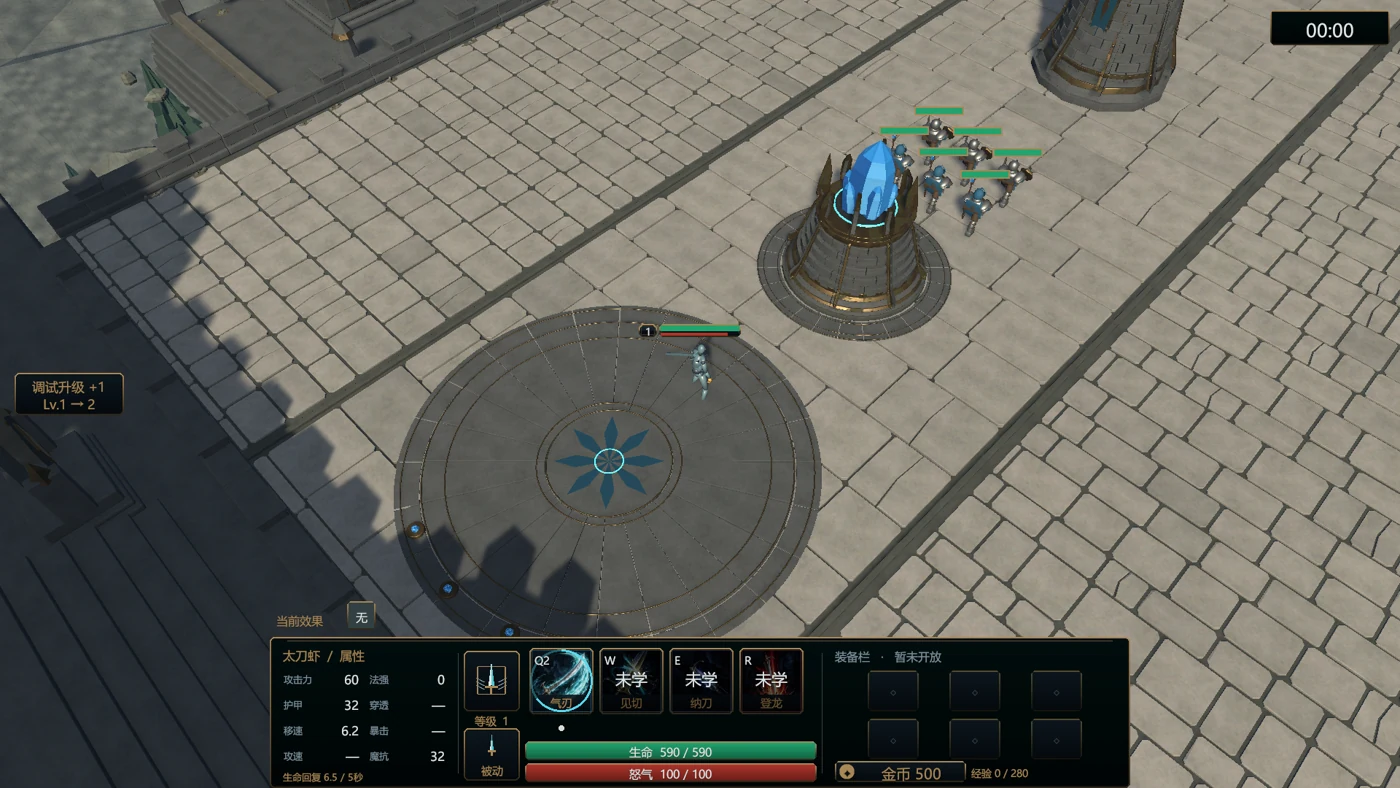 00:00
1
调试升级 +1
Lv.1 → 2
当前效果
无
太刀虾 / 属性
攻击力 60 法强 0
护甲 32 穿透 —
移速 6.2 暴击 —
攻速 — 魔抗 32
生命回复 6.5 / 5秒
等级 1
被动
Q2
气刃
W
未学
见切
E
未学
纳刀
R
未学
登龙
生命 590 / 590
怒气 100 / 100
装备栏 · 暂未开放
金币 500
经验 0 / 280